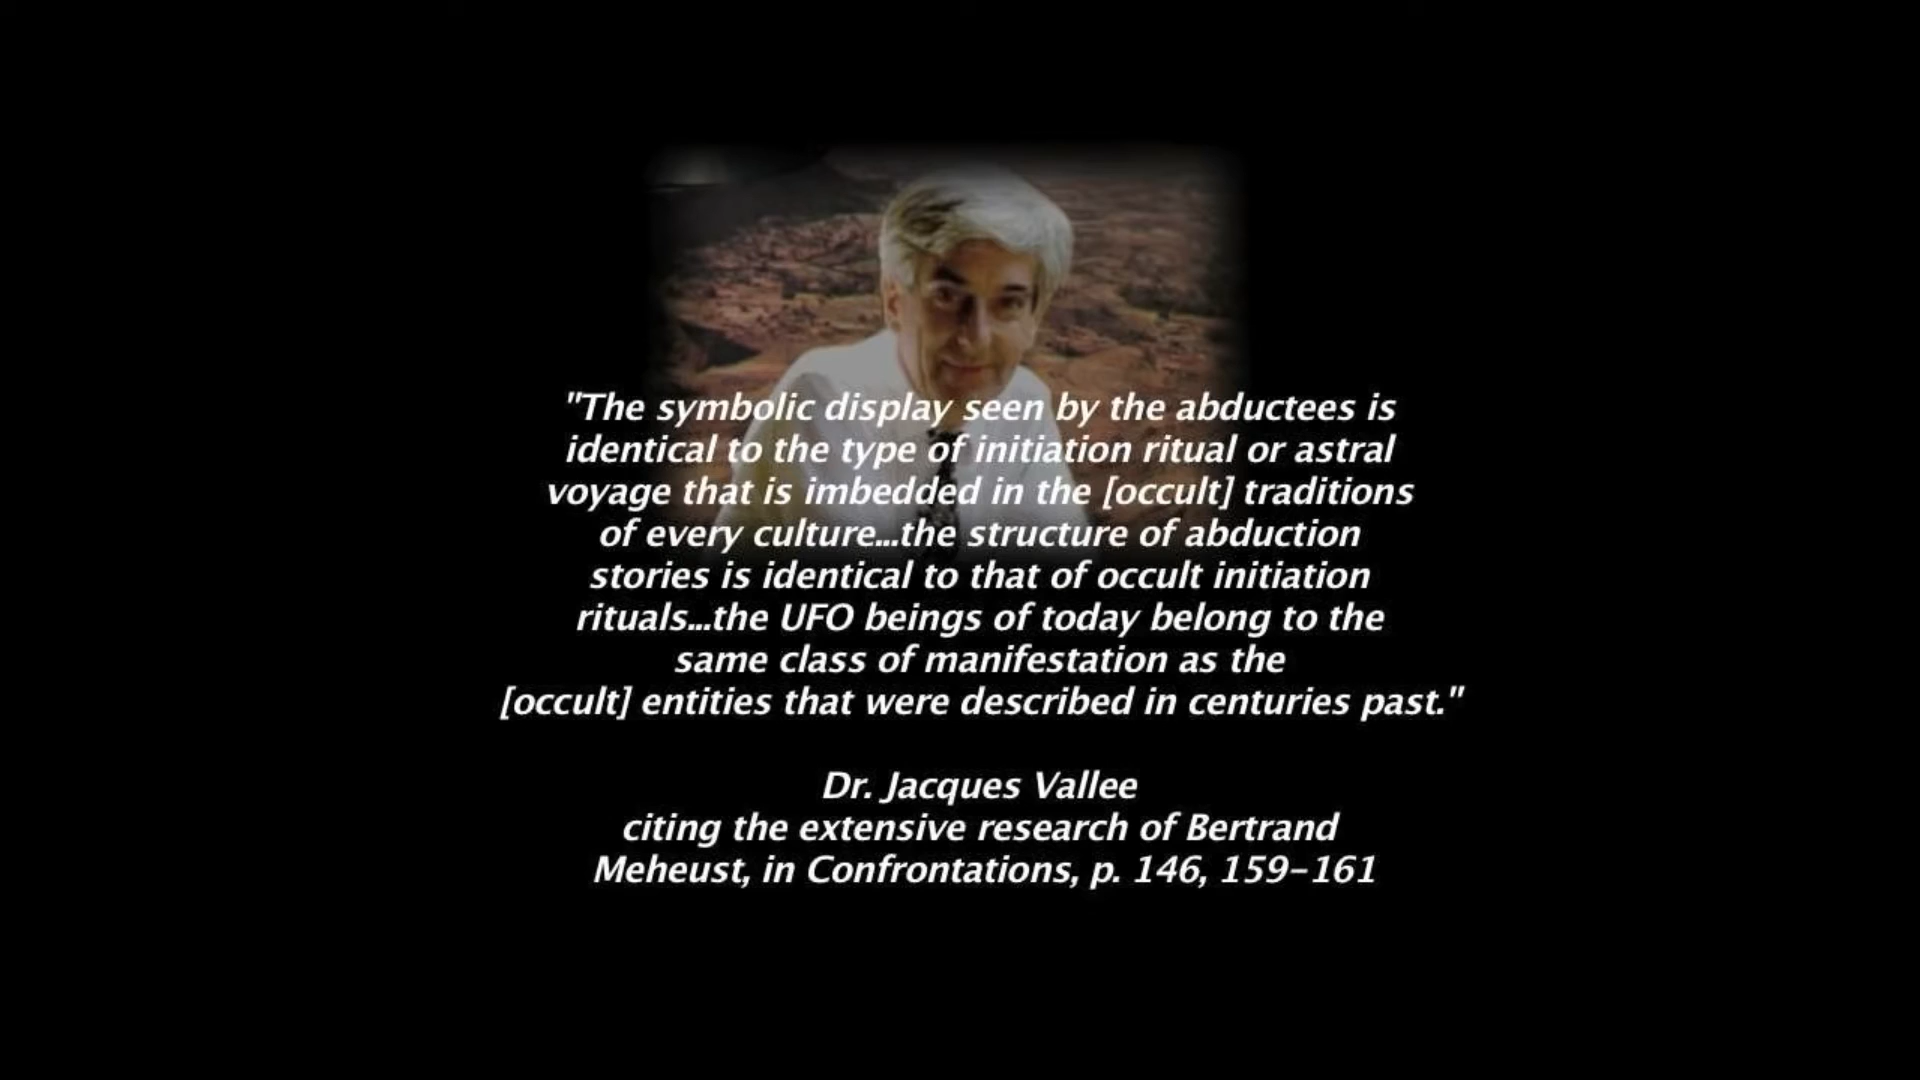 "The symbolic display seen by the abductees is
identical to the type of initiation ritual or astral
voyage that is imbedded in the [occult] traditions
of every culture...the structure of abduction
stories is identical to that of occult initiation
rituals...the UFO beings of today belong to the
same class of manifestation as the
[occult] entities that were described in centuries past."
Dr. Jacques Vallee
citing the extensive research of Bertrand
Meheust, in Confrontations, p. 146, 159–161